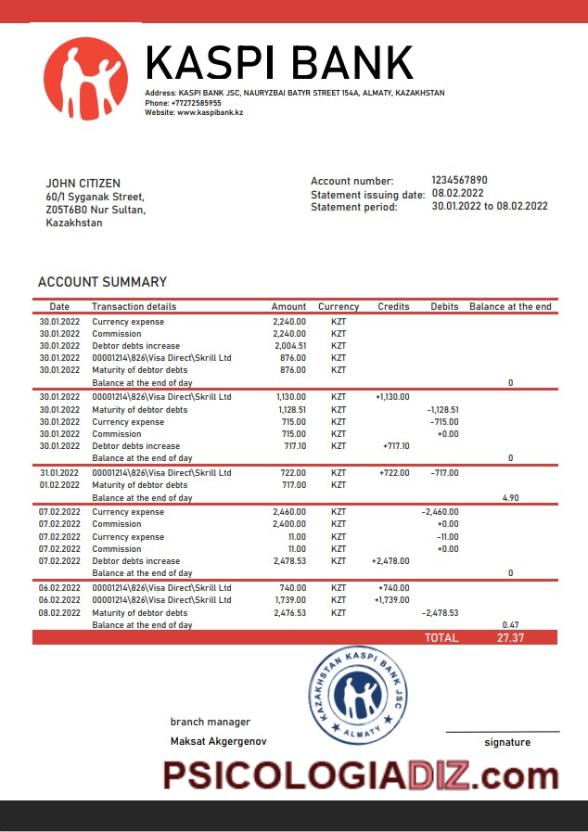 KASPI BANK
Address: KASPI BANK JSC, NAURYZBAI BATYR STREET 154A, ALMATY, KAZAKHSTAN
Phone: +77272585955
Website: www.kaspibank.kz
JOHN CITIZEN
60/1 Syganak Street,
Z05T6B0 Nur Sultan,
Kazakhstan
Account number: 1234567890
Statement issuing date: 08.02.2022
Statement period: 30.01.2022 to 08.02.2022
ACCOUNT SUMMARY
Date Transaction details Amount Currency Credits Debits Balance at the end
30.01.2022 Currency expense 2,240.00 KZT
30.01.2022 Commission 2,240.00 KZT
30.01.2022 Debtor debts increase 2,004.51 KZT
30.01.2022 00001214\826\Visa Direct\Skrill Ltd 876.00 KZT
30.01.2022 Maturity of debtor debts 876.00 KZT
Balance at the end of day 0
30.01.2022 00001214\826\Visa Direct\Skrill Ltd 1,130.00 KZT +1,130.00
30.01.2022 Maturity of debtor debts 1,128.51 KZT -1,128.51
30.01.2022 Currency expense 715.00 KZT -715.00
30.01.2022 Commission 715.00 KZT +0.00
30.01.2022 Debtor debts increase 717.10 KZT +717.10
Balance at the end of day 0
31.01.2022 00001214\826\Visa Direct\Skrill Ltd 722.00 KZT +722.00 -717.00
01.02.2022 Maturity of debtor debts 717.00 KZT
Balance at the end of day 4.90
07.02.2022 Currency expense 2,460.00 KZT -2,460.00
07.02.2022 Commission 2,400.00 KZT +0.00
07.02.2022 Currency expense 11.00 KZT -11.00
07.02.2022 Commission 11.00 KZT +0.00
07.02.2022 Debtor debts increase 2,478.53 KZT +2,478.00
Balance at the end of day 0
06.02.2022 00001214\826\Visa Direct\Skrill Ltd 740.00 KZT +740.00
06.02.2022 00001214\826\Visa Direct\Skrill Ltd 1,739.00 KZT +1,739.00
08.02.2022 Maturity of debtor debts 2,476.53 KZT -2,478.53
Balance at the end of day 0.47
TOTAL 27.37
KAZAKHSTAN KASPI BANK JSC
ALMATY
branch manager
Maksat Akgergenov
signature
PSICOLOGIADIZ.com